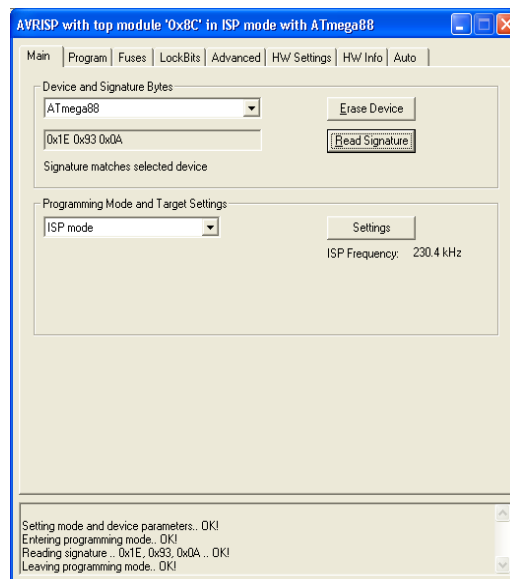 AVRISP with top module '0x8C' in ISP mode with ATmega88
Main Program Fuses LockBits Advanced HW Settings HW Info Auto
Device and Signature Bytes
ATmega88 Erase Device
0x1E 0x93 0x0A Read Signature
Signature matches selected device
Programming Mode and Target Settings
ISP mode Settings
ISP Frequency: 230.4 kHz
Setting mode and device parameters.. OK!
Entering programming mode.. OK!
Reading signature .. 0x1E, 0x93, 0x0A .. OK!
Leaving programming mode.. OK!